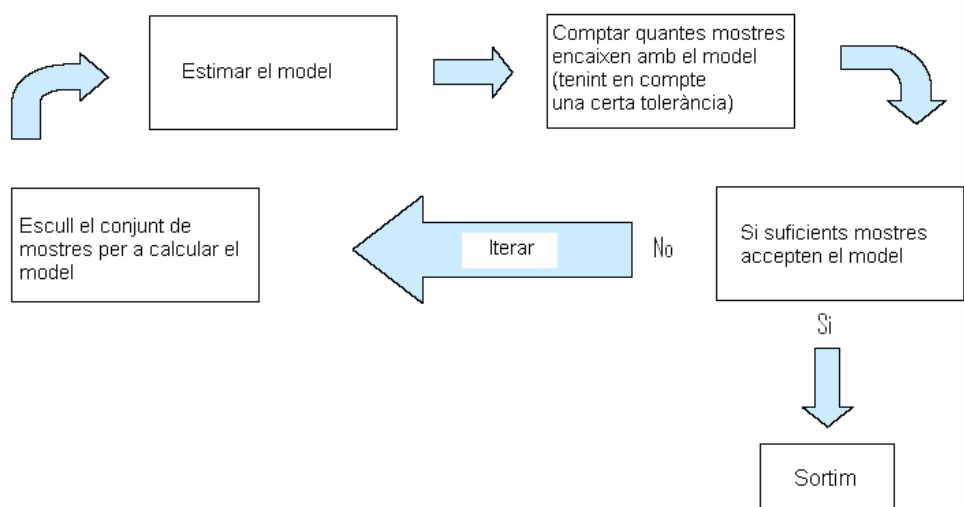 Estimar el model
Comptar quantes mostres
encaixen amb el model
(tenint en compte
una certa tolerància)
Escull el conjunt de
mostres per a calcular el
model
Iterar
No
Si suficients mostres
accepten el model
Si
Sortim